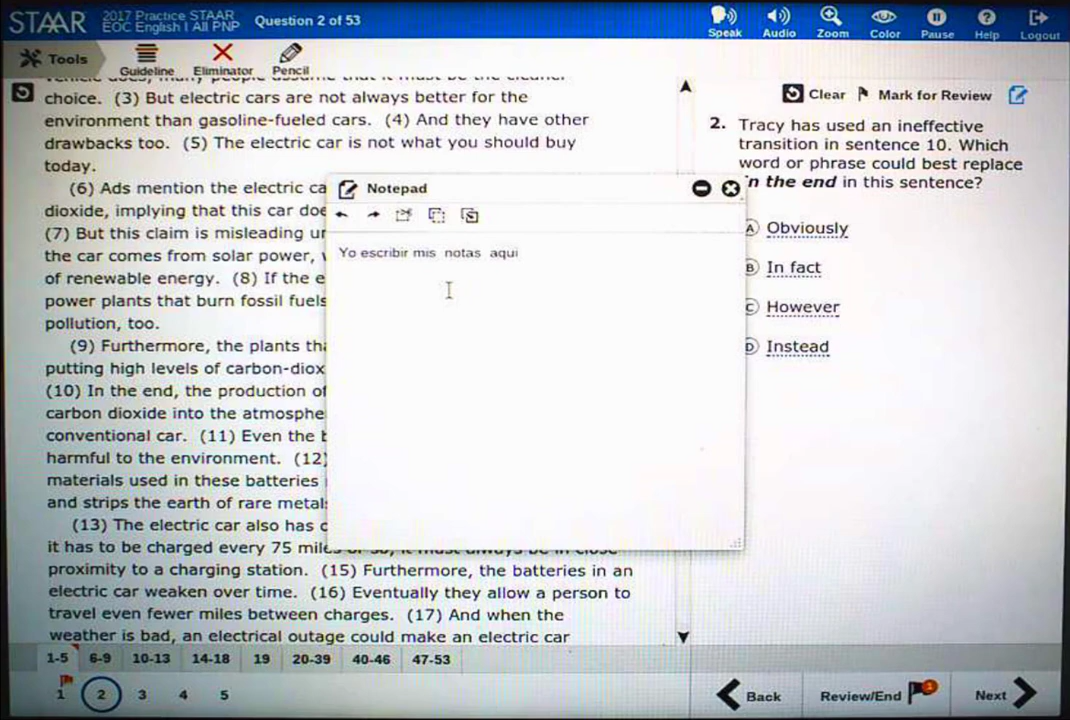 STAAR
2017 Practice STAAR
EOC English I All PNP
Question 2 of 53
Speak
Audio
Zoom
Color
Pause
Help
Logout
Tools
Guideline
Eliminator
Pencil
choice. (3) But electric cars are not always better for the
environment than gasoline-fueled cars. (4) And they have other
drawbacks too. (5) The electric car is not what you should buy
today.
(6) Ads mention the electric ca
dioxide, implying that this car doe
(7) But this claim is misleading un
the car comes from solar power,
of renewable energy. (8) If the e
power plants that burn fossil fuels
pollution, too.
(9) Furthermore, the plants tha
putting high levels of carbon-diox
(10) In the end, the production of
carbon dioxide into the atmosphe
conventional car. (11) Even the b
harmful to the environment. (12)
materials used in these batteries
and strips the earth of rare metal
(13) The electric car also has
it has to be charged every 75 miles or so, it must always be in close
proximity to a charging station. (15) Furthermore, the batteries in an
electric car weaken over time. (16) Eventually they allow a person to
travel even fewer miles between charges. (17) And when the
weather is bad, an electrical outage could make an electric car
Notepad
Yo escribir mis notas aqui
Clear
Mark for Review
2. Tracy has used an ineffective
transition in sentence 10. Which
word or phrase could best replace
in the end in this sentence?
A Obviously
B In fact
C However
D Instead
1-5 6-9 10-13 14-18 19 20-39 40-46 47-53
1 2 3 4 5
Back
Review/End
1
Next